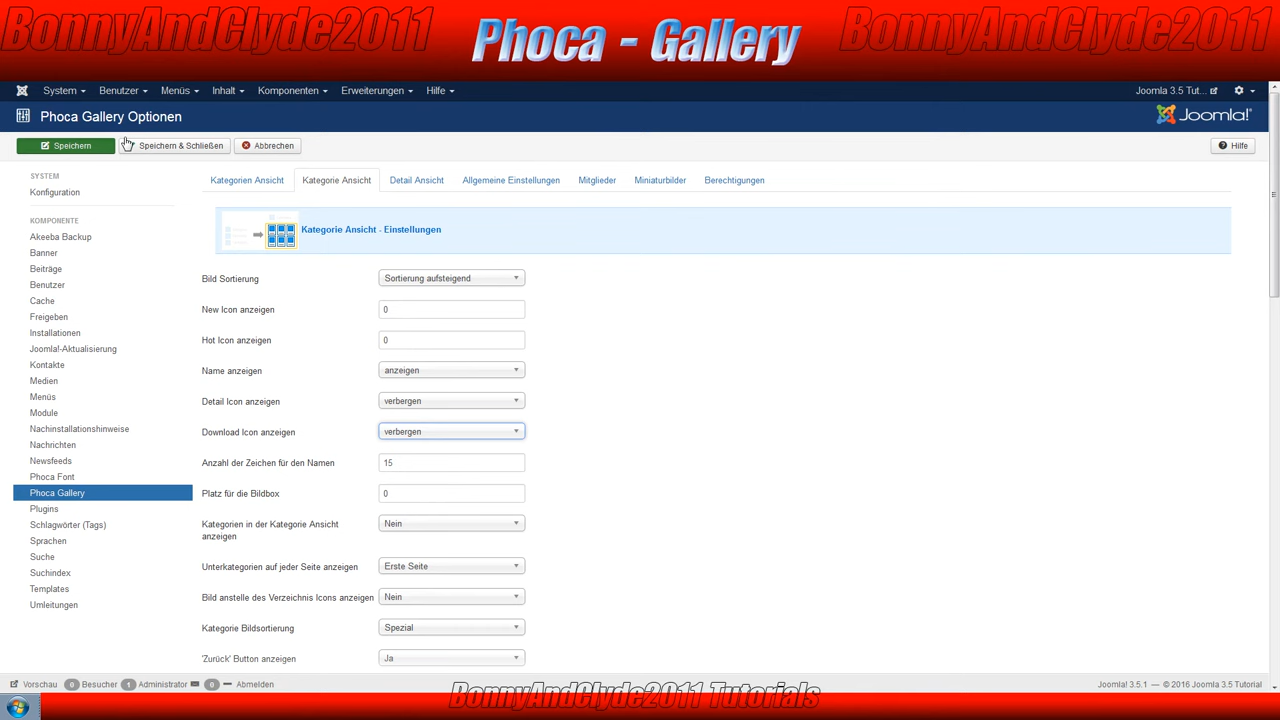 BonnyAndClyde2011
Phoca - Gallery
BonnyAndClyde2011
System Benutzer Menüs Inhalt Komponenten Erweiterungen Hilfe
Joomla 3.5 Tut...
Phoca Gallery Optionen
Joomla!
Speichern
Speichern & Schließen
Abbrechen
Hilfe
SYSTEM
Konfiguration
KOMPONENTE
Akeeba Backup
Banner
Beiträge
Benutzer
Cache
Freigeben
Installationen
Joomla!-Aktualisierung
Kontakte
Medien
Menüs
Module
Nachinstallationshinweise
Nachrichten
Newsfeeds
Phoca Font
Phoca Gallery
Plugins
Schlagwörter (Tags)
Sprachen
Suche
Suchindex
Templates
Umleitungen
Kategorien Ansicht Kategorie Ansicht Detail Ansicht Allgemeine Einstellungen Mitglieder Miniaturbilder Berechtigungen
Kategorie Ansicht - Einstellungen
Bild Sortierung Sortierung aufsteigend
New Icon anzeigen 0
Hot Icon anzeigen 0
Name anzeigen anzeigen
Detail Icon anzeigen verbergen
Download Icon anzeigen verbergen
Anzahl der Zeichen für den Namen 15
Platz für die Bildbox 0
Kategorien in der Kategorie Ansicht Nein
anzeigen
Unterkategorien auf jeder Seite anzeigen Erste Seite
Bild anstelle des Verzeichnis Icons anzeigen Nein
Kategorie Bildsortierung Spezial
'Zurück' Button anzeigen Ja
Vorschau 0 Besucher 1 Administrator 0 Abmelden
Joomla! 3.5.1 — © 2016 Joomla 3.5 Tutorial
BonnyAndClyde2011 Tutorials